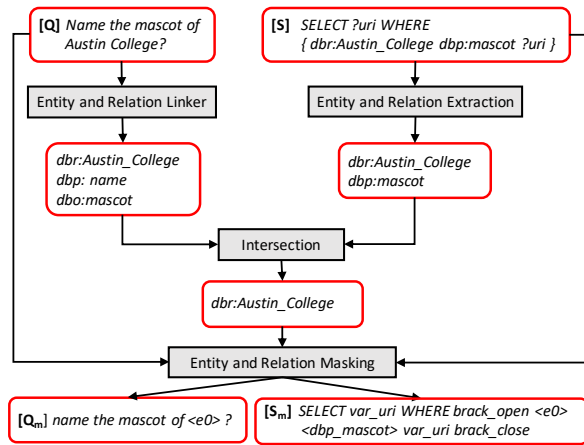 [Q] Name the mascot of
Austin College?
[S] SELECT ?uri WHERE
{ dbr:Austin_College dbp:mascot ?uri }
Entity and Relation Linker
Entity and Relation Extraction
dbr:Austin_College
dbp: name
dbo:mascot
dbr:Austin_College
dbp:mascot
Intersection
dbr:Austin_College
Entity and Relation Masking
[Qm] name the mascot of <e0> ?
[Sm] SELECT var_uri WHERE brack_open <e0>
<dbp_mascot> var_uri brack_close